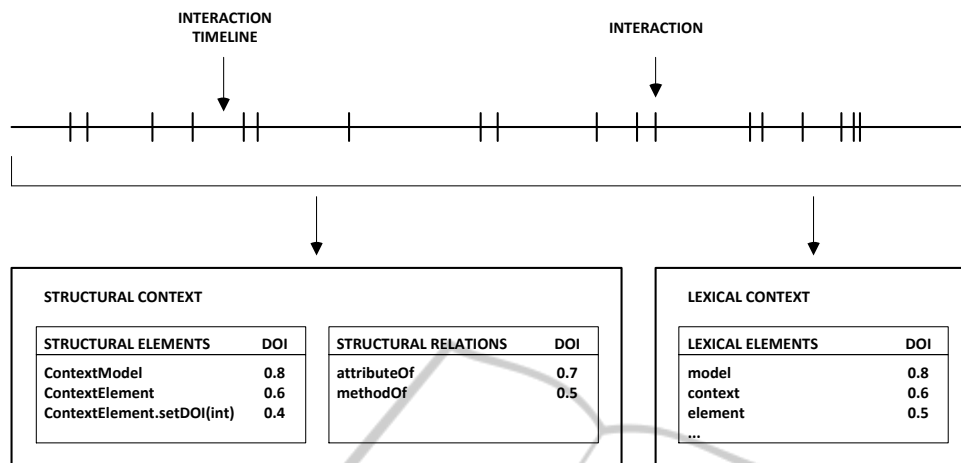 INTERACTION
TIMELINE
INTERACTION
STRUCTURAL CONTEXT
STRUCTURAL ELEMENTS DOI
ContextModel 0.8
ContextElement 0.6
ContextElement.setDOI(int) 0.4
STRUCTURAL RELATIONS DOI
attributeOf 0.7
methodOf 0.5
LEXICAL CONTEXT
LEXICAL ELEMENTS DOI
model 0.8
context 0.6
element 0.5
...